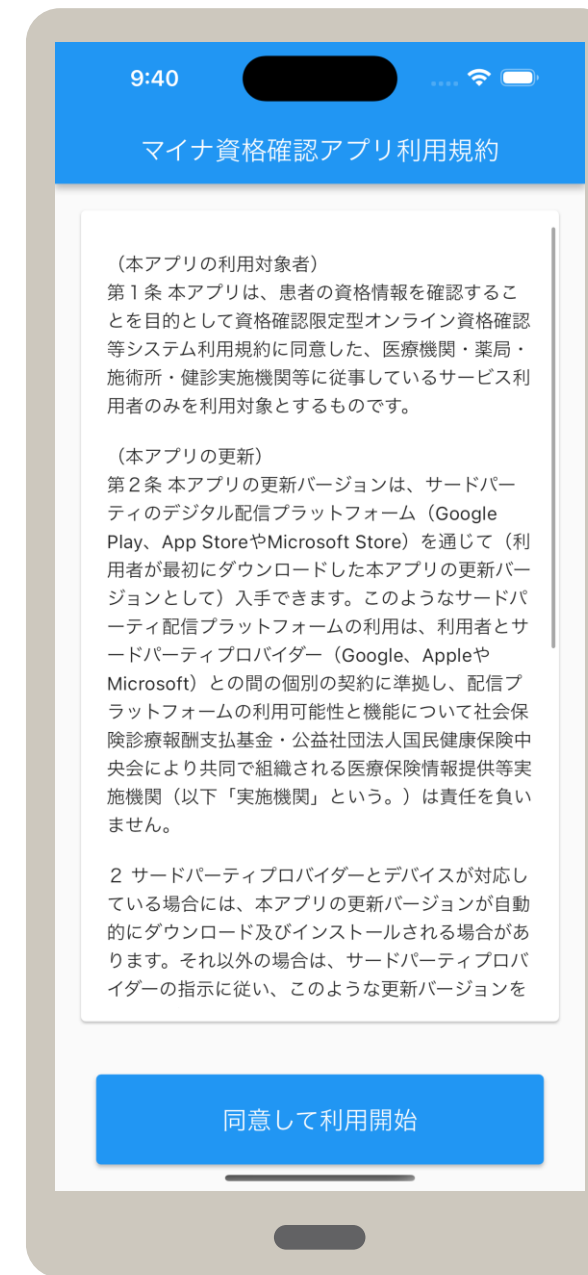 9:40
マイナ資格確認アプリ利用規約
（本アプリの利用対象者）
第１条 本アプリは、患者の資格情報を確認するこ
とを目的として資格確認限定型オンライン資格確認
等システム利用規約に同意した、医療機関・薬局・
施術所・健診実施機関等に従事しているサービス利
用者のみを利用対象とするものです。
（本アプリの更新）
第２条 本アプリの更新バージョンは、サードパー
ティのデジタル配信プラットフォーム（Google
Play、App StoreやMicrosoft Store）を通じて（利
用者が最初にダウンロードした本アプリの更新バー
ジョンとして）入手できます。このようなサードパ
ーティ配信プラットフォームの利用は、利用者とサ
ードパーティプロバイダー（Google、Appleや
Microsoft）との間の個別の契約に準拠し、配信プ
ラットフォームの利用可能性と機能について社会保
険診療報酬支払基金・公益社団法人国民健康保険中
央会により共同で組織される医療保険情報提供等実
施機関（以下「実施機関」という。）は責任を負い
ません。
２ サードパーティプロバイダーとデバイスが対応し
ている場合には、本アプリの更新バージョンが自動
的にダウンロード及びインストールされる場合があ
ります。それ以外の場合は、サードパーティプロバ
イダーの指示に従い、このような更新バージョンを
同意して利用開始